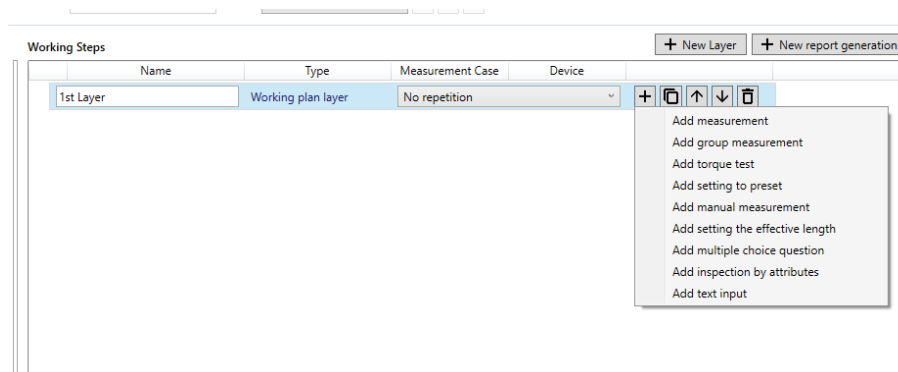 Working Steps
+ New Layer
+ New report generation
Name Type Measurement Case Device
1st Layer Working plan layer No repetition
Add measurement
Add group measurement
Add torque test
Add setting to preset
Add manual measurement
Add setting the effective length
Add multiple choice question
Add inspection by attributes
Add text input